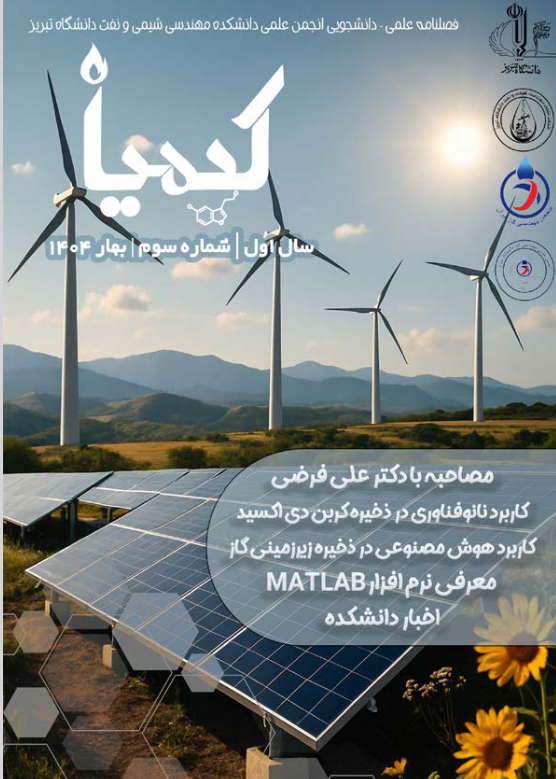 فصلنامه علمی - دانشجویی انجمن علمی دانشکده مهندسی شیمی و نفت دانشگاه تبریز
دانشگاه تبریز
کیمیا
سال اول | شماره سوم | بهار ۱۴۰۴
مصاحبه با دکتر علی فرضی
کاربرد نانوفناوری در ذخیره کربن دی اکسید
کاربرد هوش مصنوعی در ذخیره زیرزمینی گاز
معرفی نرم افزار MATLAB
اخبار دانشکده